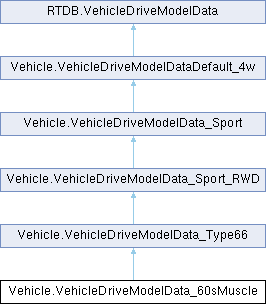 RTDB.VehicleDriveModelData
Vehicle.VehicleDriveModelDataDefault_4w
Vehicle.VehicleDriveModelData_Sport
Vehicle.VehicleDriveModelData_Sport_RWD
Vehicle.VehicleDriveModelData_Type66
Vehicle.VehicleDriveModelData_60sMuscle